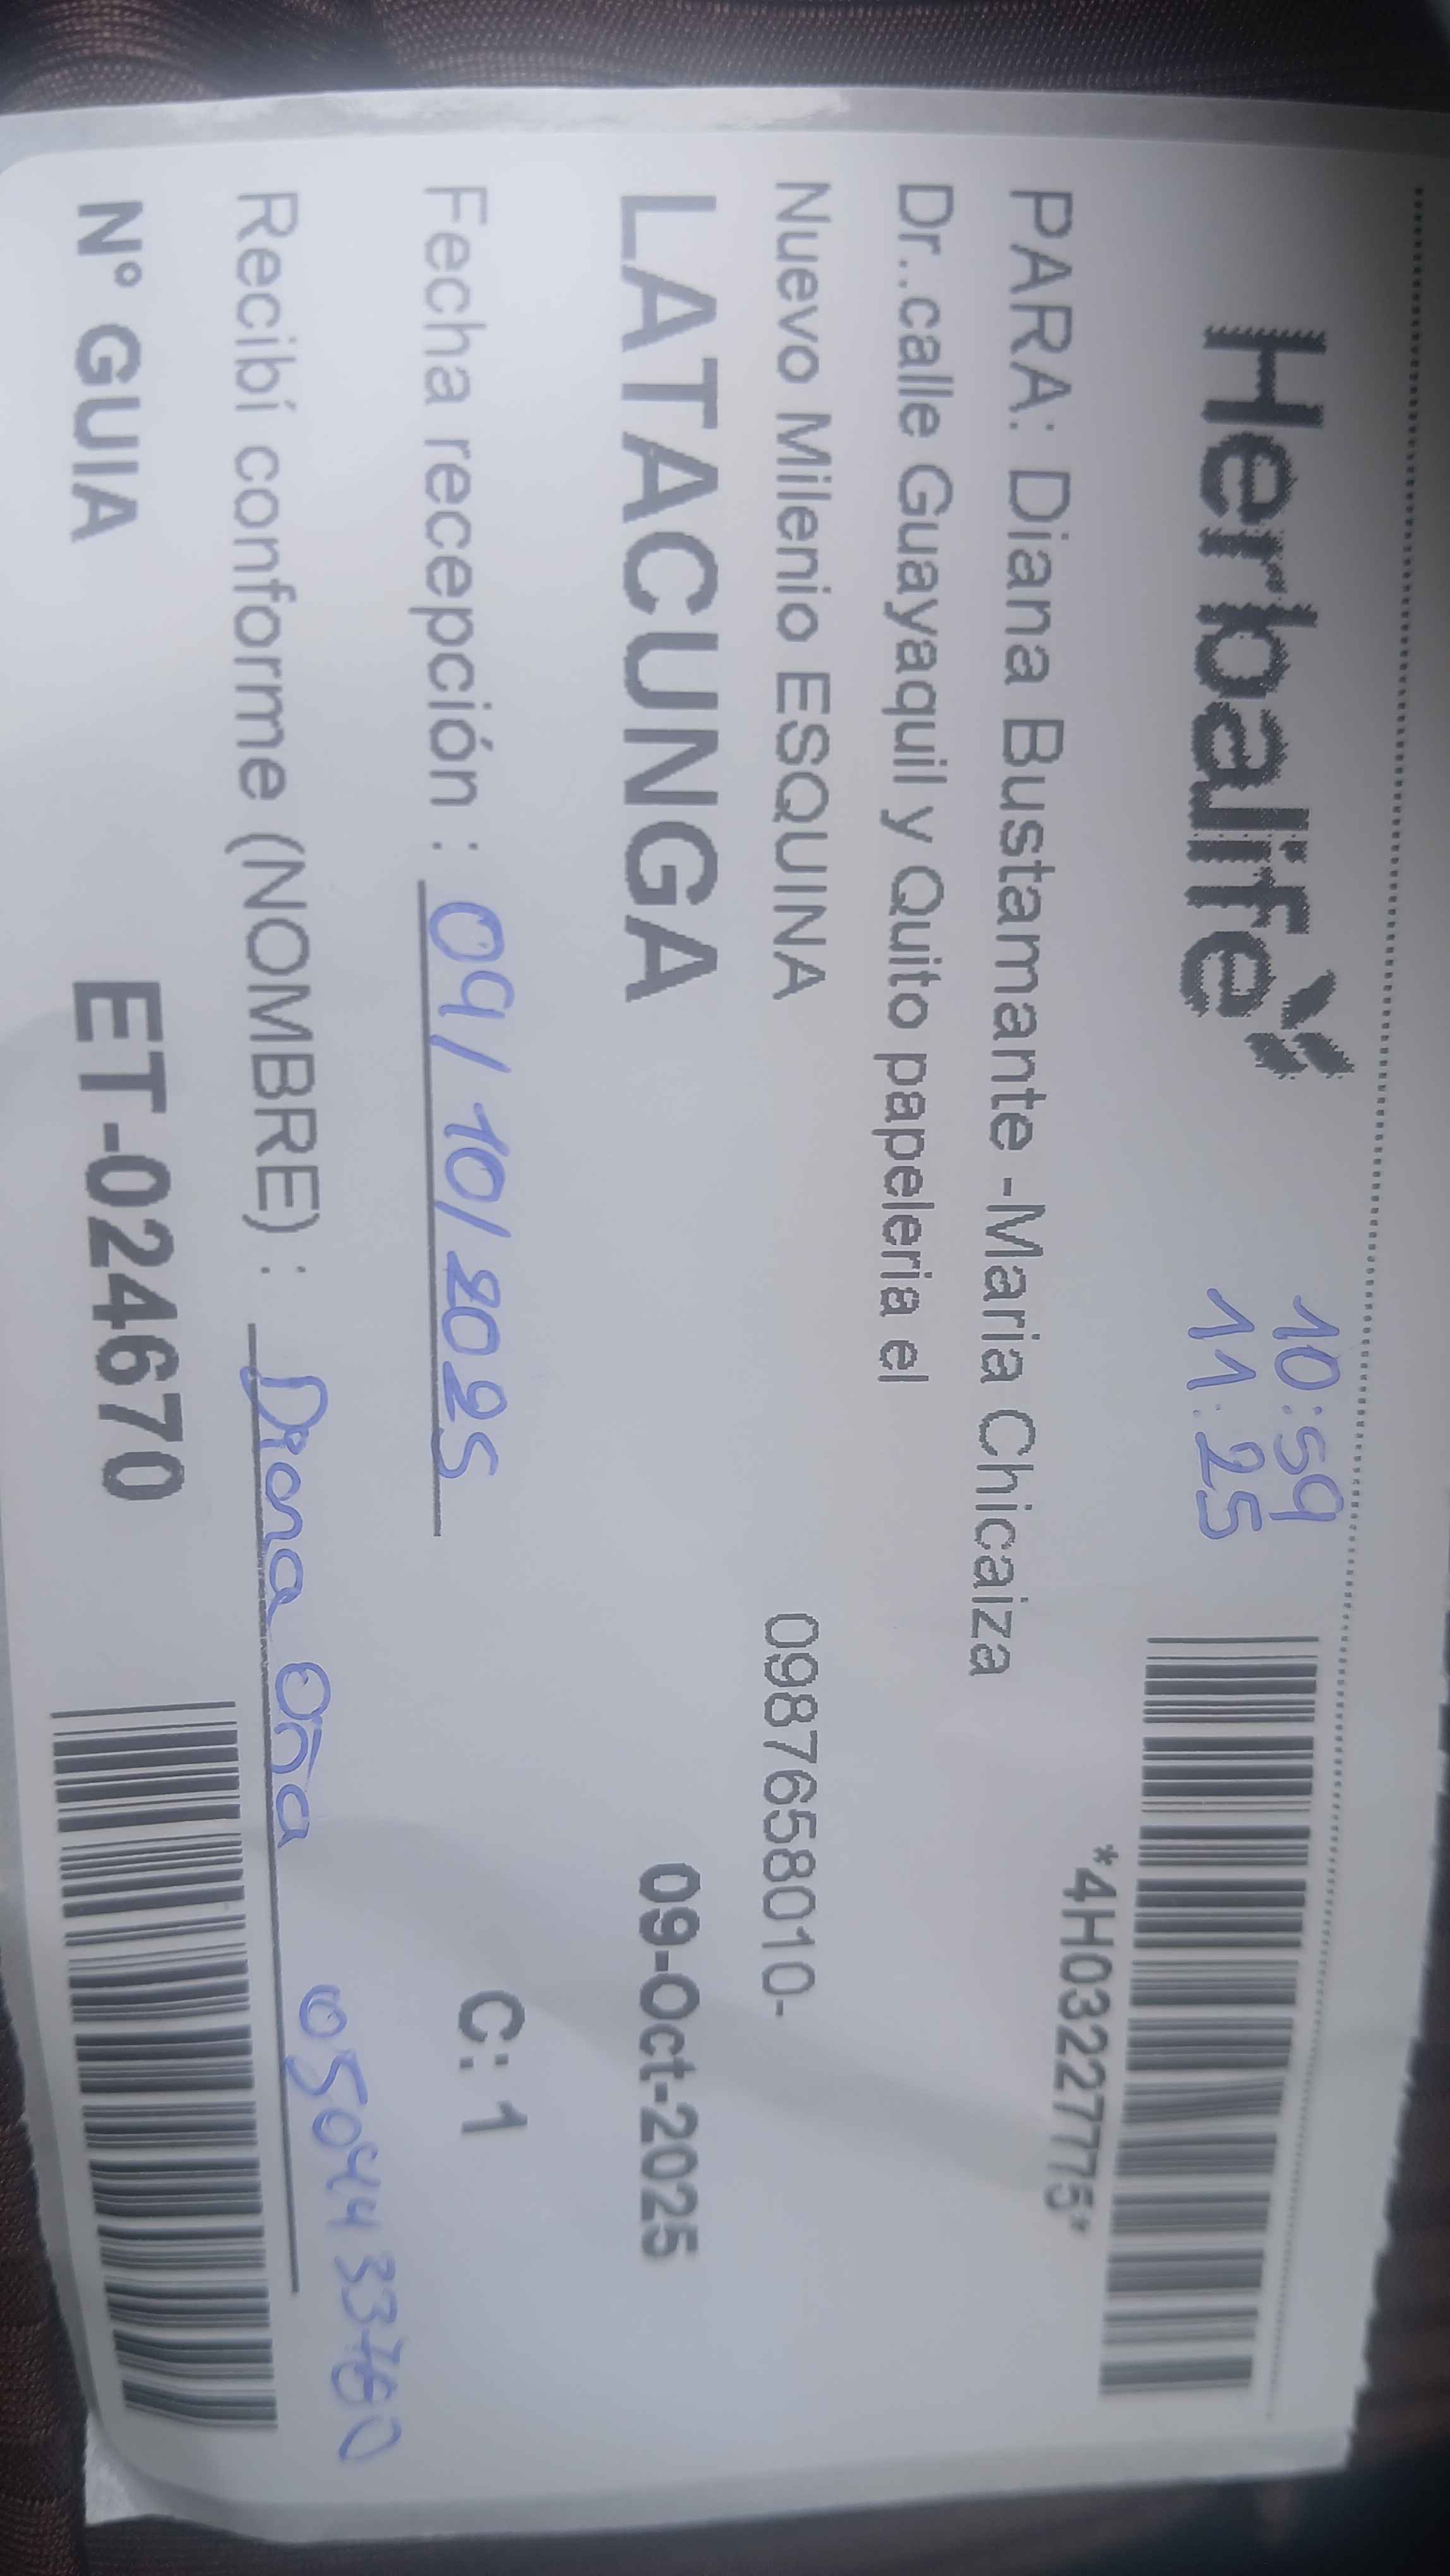 Herbalife
10:59
11:25
*4H03227775*
PARA: Diana Bustamante -Maria Chicaiza
Dr..calle Guayaquil y Quito papeleria el
Nuevo Milenio ESQUINA 0987658010-
LATACUNGA 09-Oct-2025
Fecha recepción : 09/10/2025 C: 1
Recibí conforme (NOMBRE) : Diana Oña
N° GUIA ET-024670